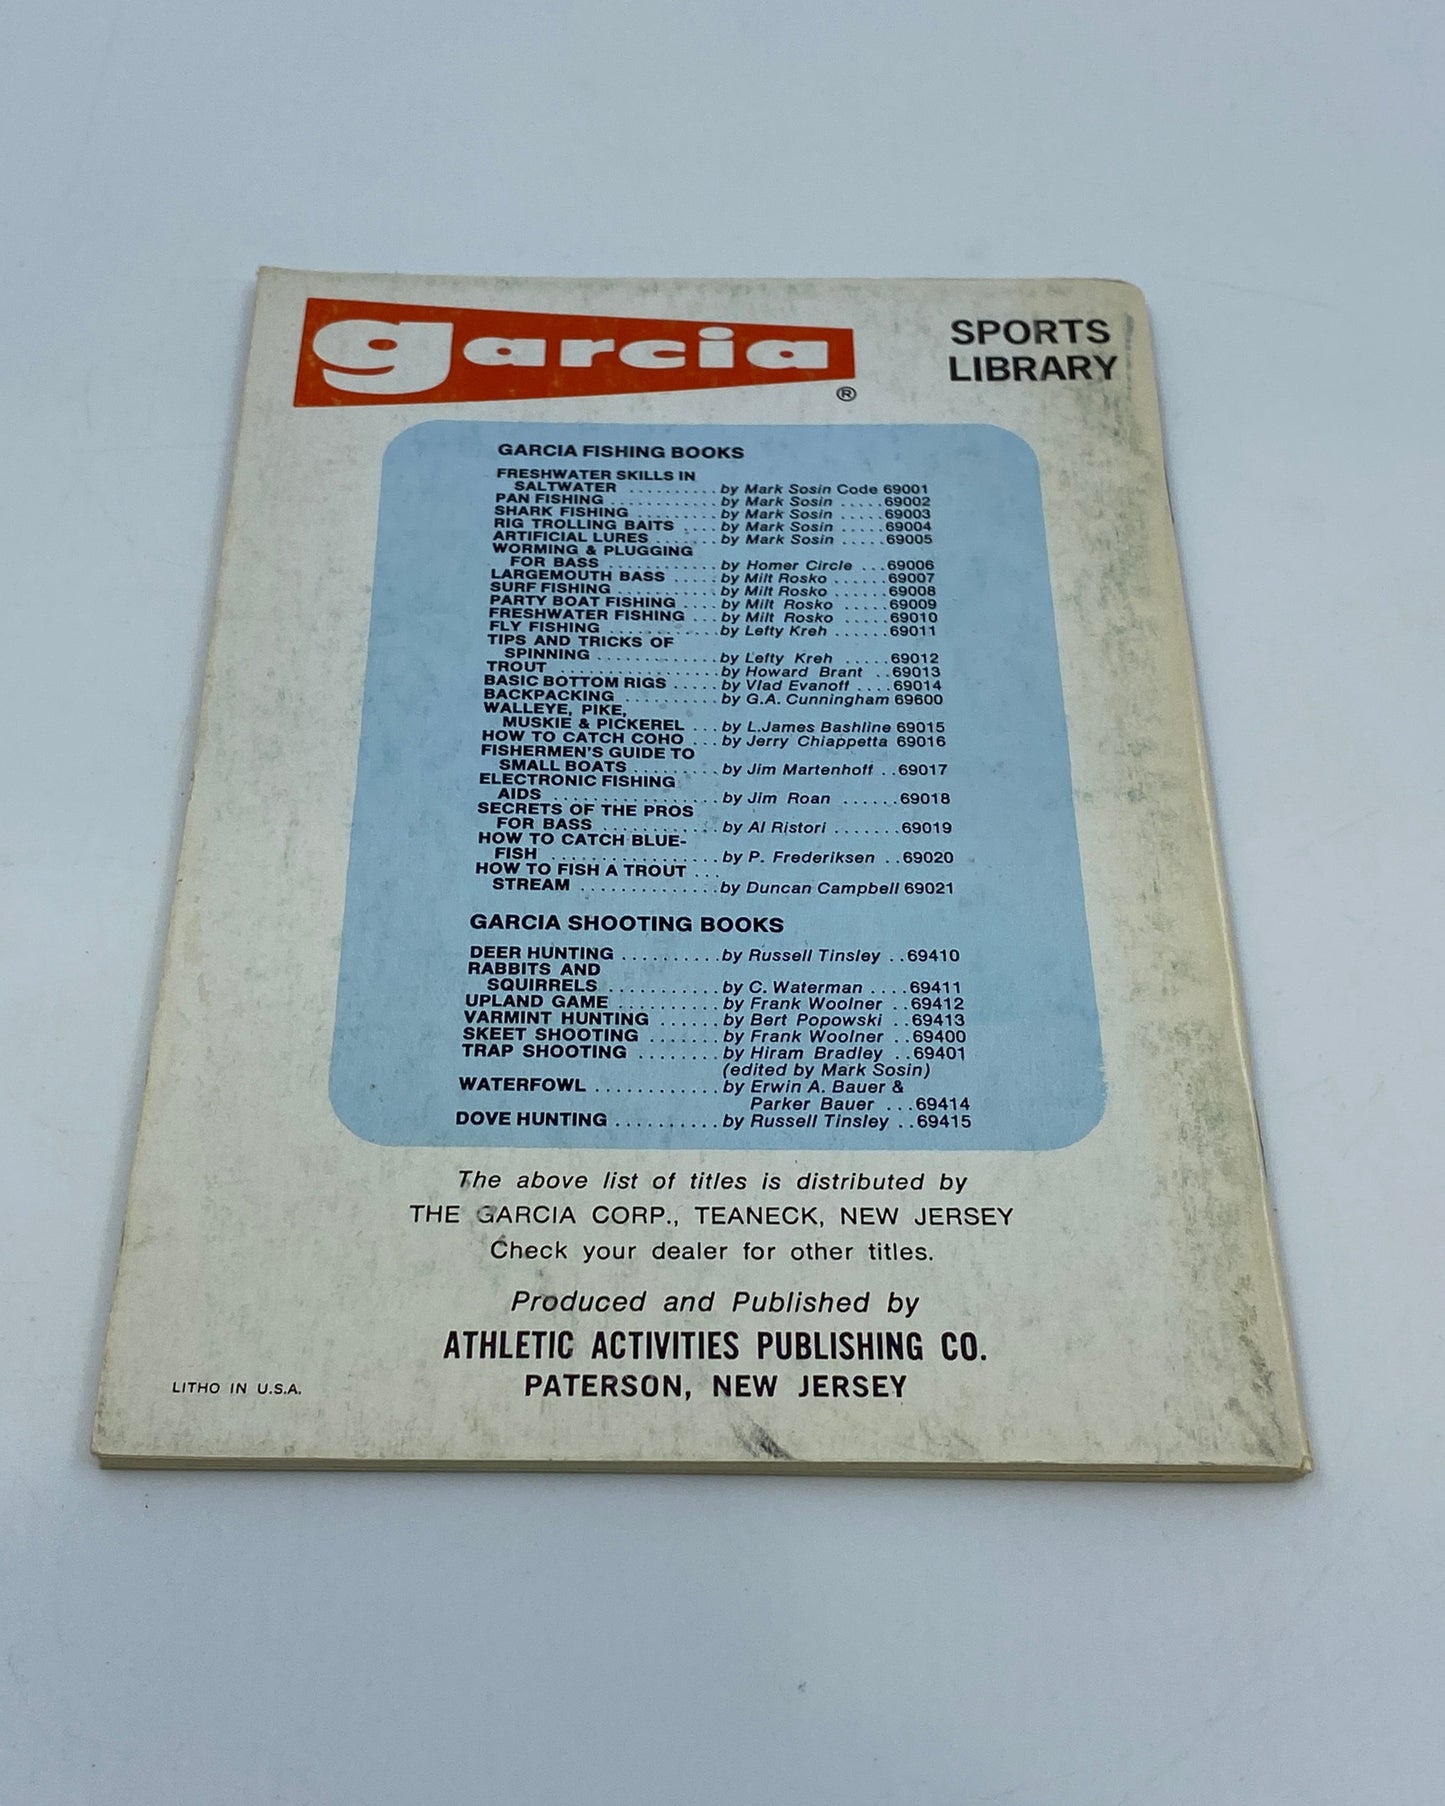 garcia
®
SPORTS
LIBRARY
GARCIA FISHING BOOKS
FRESHWATER SKILLS IN
SALTWATER .......... by Mark Sosin Code 69001
PAN FISHING ........... by Mark Sosin ..... 69002
SHARK FISHING ........ by Mark Sosin ..... 69003
RIG TROLLING BAITS .... by Mark Sosin ..... 69004
ARTIFICIAL LURES ....... by Mark Sosin ..... 69005
WORMING & PLUGGING
FOR BASS ............ by Homer Circle ... 69006
LARGEMOUTH BASS ..... by Milt Rosko ...... 69007
SURF FISHING ........... by Milt Rosko ...... 69008
PARTY BOAT FISHING .... by Milt Rosko ..... 69009
FRESHWATER FISHING ... by Milt Rosko ..... 69010
FLY FISHING ............ by Lefty Kreh ...... 69011
TIPS AND TRICKS OF
SPINNING ............ by Lefty Kreh ..... 69012
TROUT ................ by Howard Brant .. 69013
BASIC BOTTOM RIGS ..... by Vlad Evanoff .... 69014
BACKPACKING .......... by G.A. Cunningham 69600
WALLEYE, PIKE,
MUSKIE & PICKEREL ... by L.James Bashline 69015
HOW TO CATCH COHO ... by Jerry Chiappetta 69016
FISHERMEN'S GUIDE TO
SMALL BOATS ......... by Jim Martenhoff .. 69017
ELECTRONIC FISHING
AIDS ................. by Jim Roan ...... 69018
SECRETS OF THE PROS
FOR BASS ............ by Al Ristori ....... 69019
HOW TO CATCH BLUE-
FISH ................. by P. Frederiksen .. 69020
HOW TO FISH A TROUT ...
STREAM .............. by Duncan Campbell 69021
GARCIA SHOOTING BOOKS
DEER HUNTING .......... by Russell Tinsley .. 69410
RABBITS AND
SQUIRRELS ........... by C. Waterman .... 69411
UPLAND GAME .......... by Frank Woolner .. 69412
VARMINT HUNTING ...... by Bert Popowski .. 69413
SKEET SHOOTING ....... by Frank Woolner .. 69400
TRAP SHOOTING ........ by Hiram Bradley .. 69401
(edited by Mark Sosin)
WATERFOWL ............ by Erwin A. Bauer &
Parker Bauer ... 69414
DOVE HUNTING .......... by Russell Tinsley .. 69415
The above list of titles is distributed by
THE GARCIA CORP., TEANECK, NEW JERSEY
Check your dealer for other titles.
Produced and Published by
ATHLETIC ACTIVITIES PUBLISHING CO.
PATERSON, NEW JERSEY
LITHO IN U.S.A.